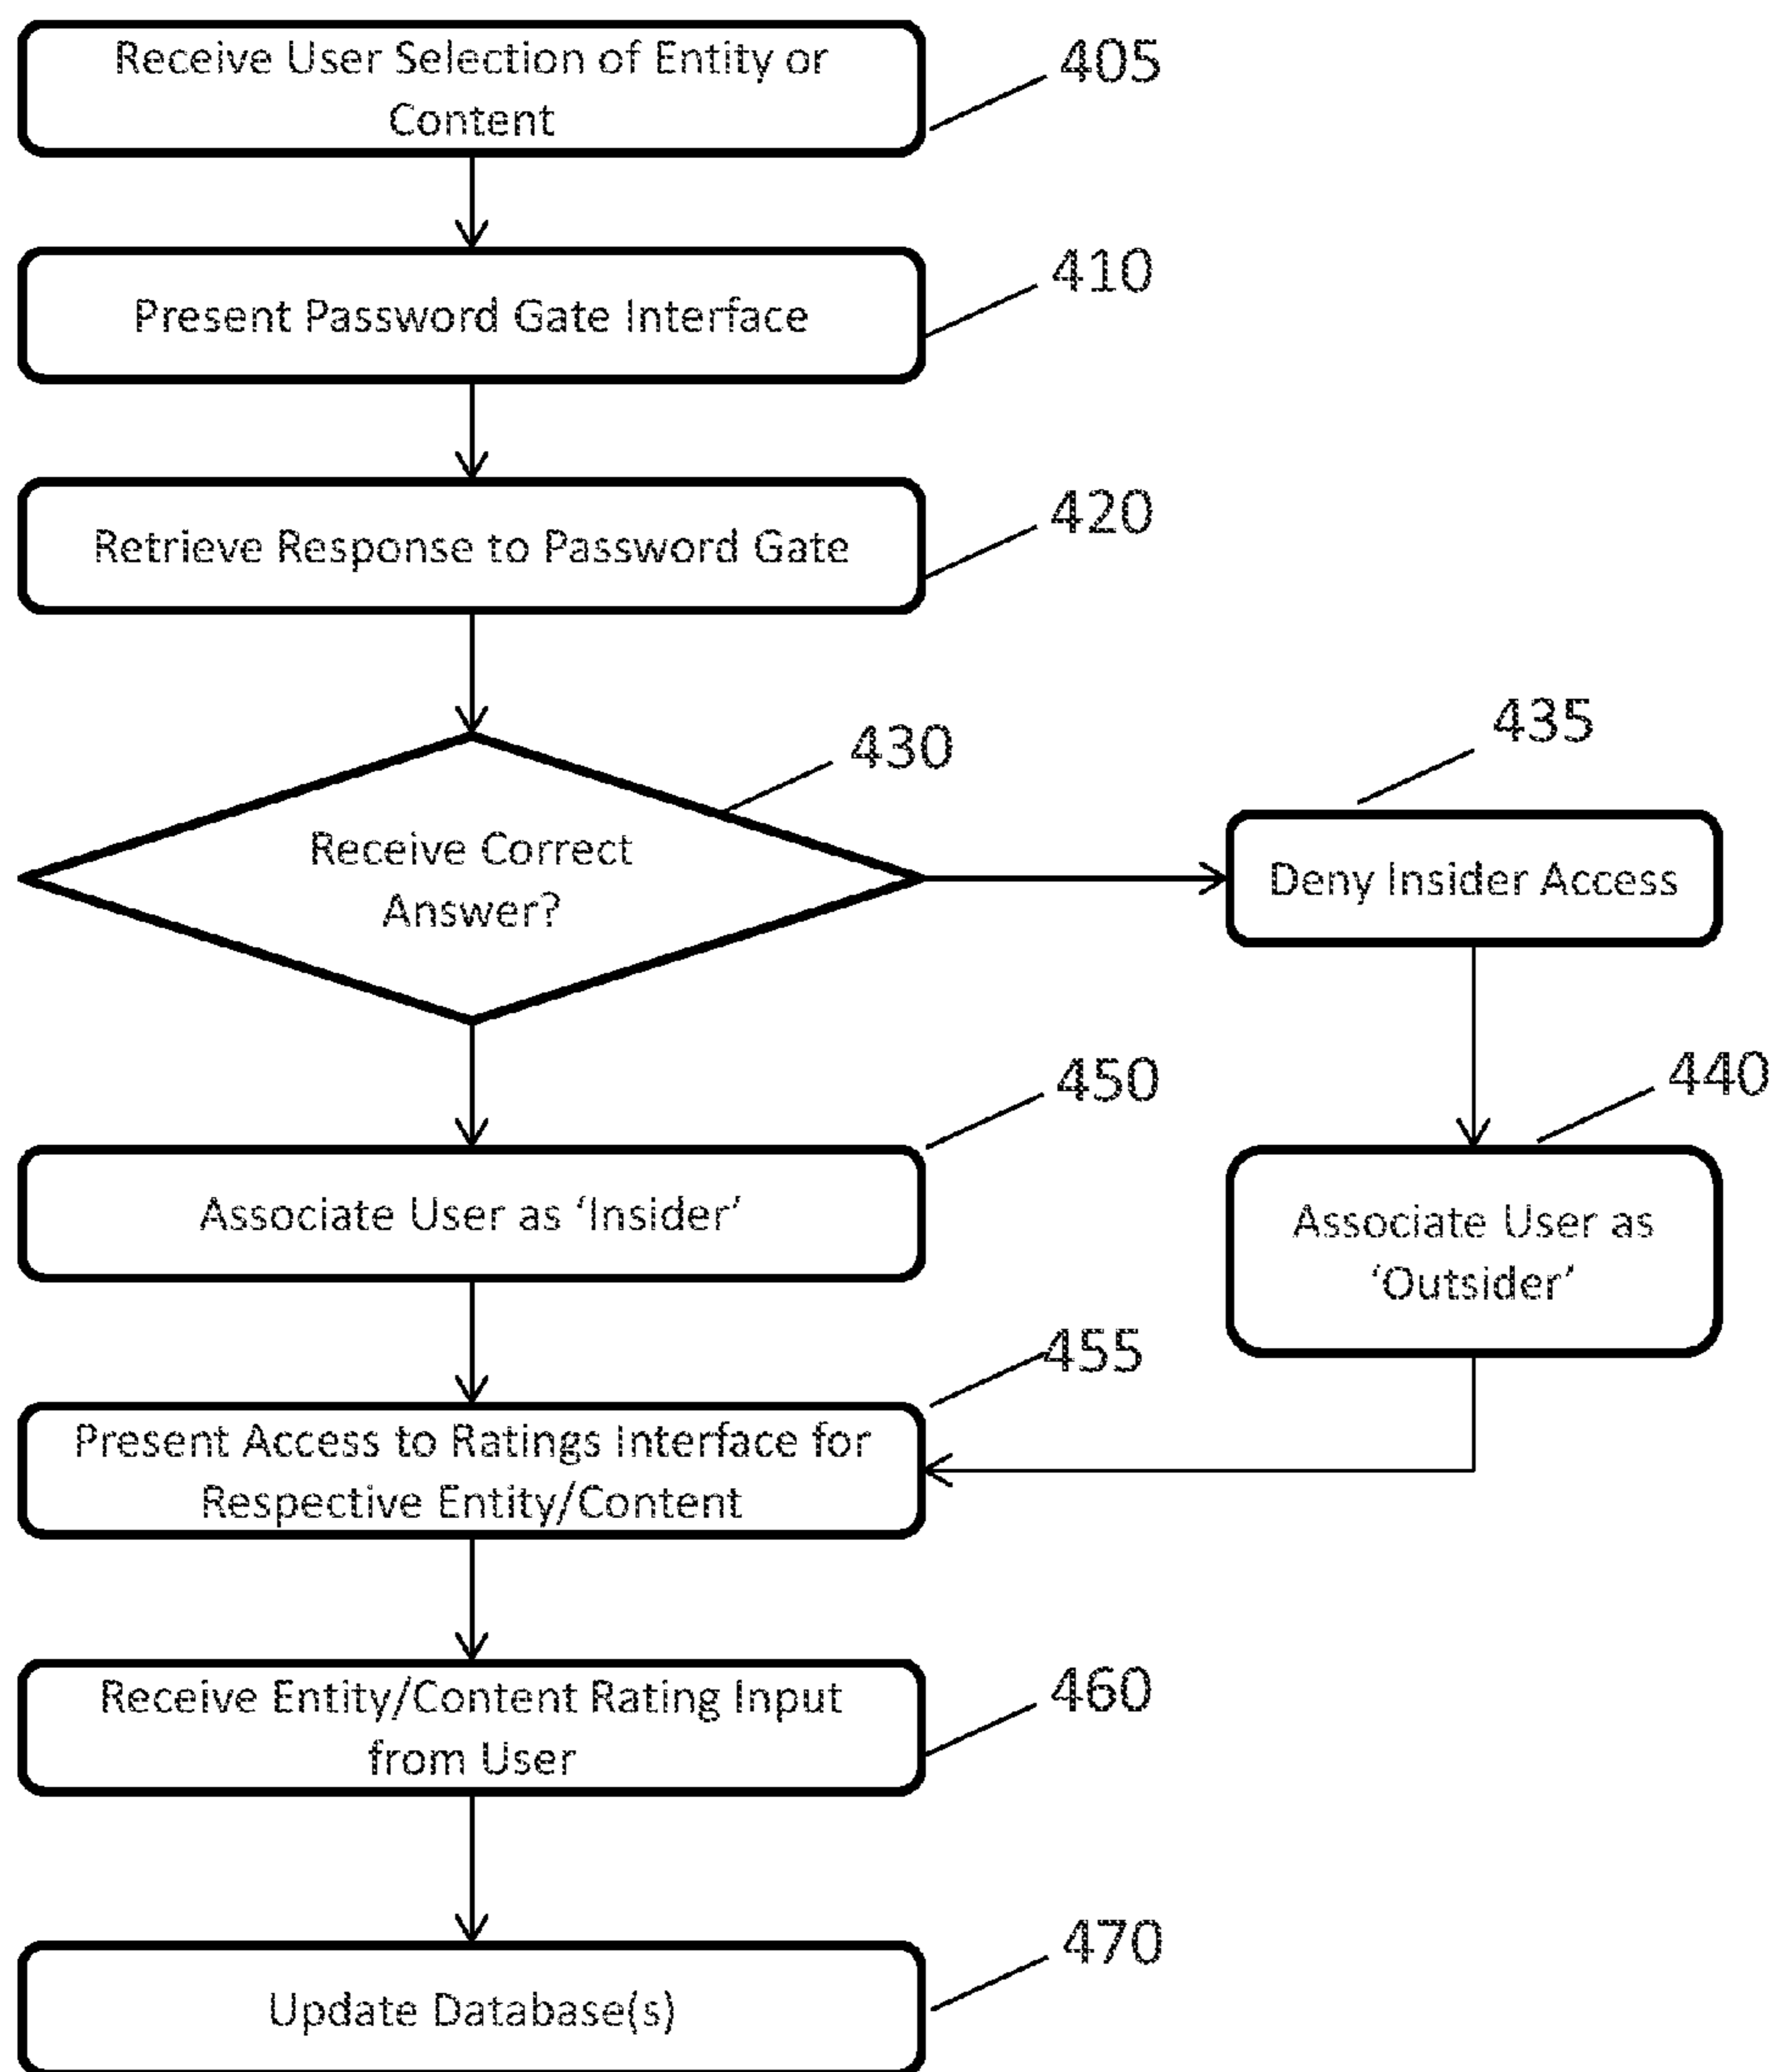 Receive User Selection of Entity or
Content
405
Present Password Gate Interface
410
Retrieve Response to Password Gate
420
Receive Correct
Answer?
430
435
Deny Insider Access
440
Associate User as
‘Outsider’
450
Associate User as ‘Insider’
455
Present Access to Ratings Interface for
Respective Entity/Content
Receive Entity/Content Rating Input
from User
460
Update Database(s)
470